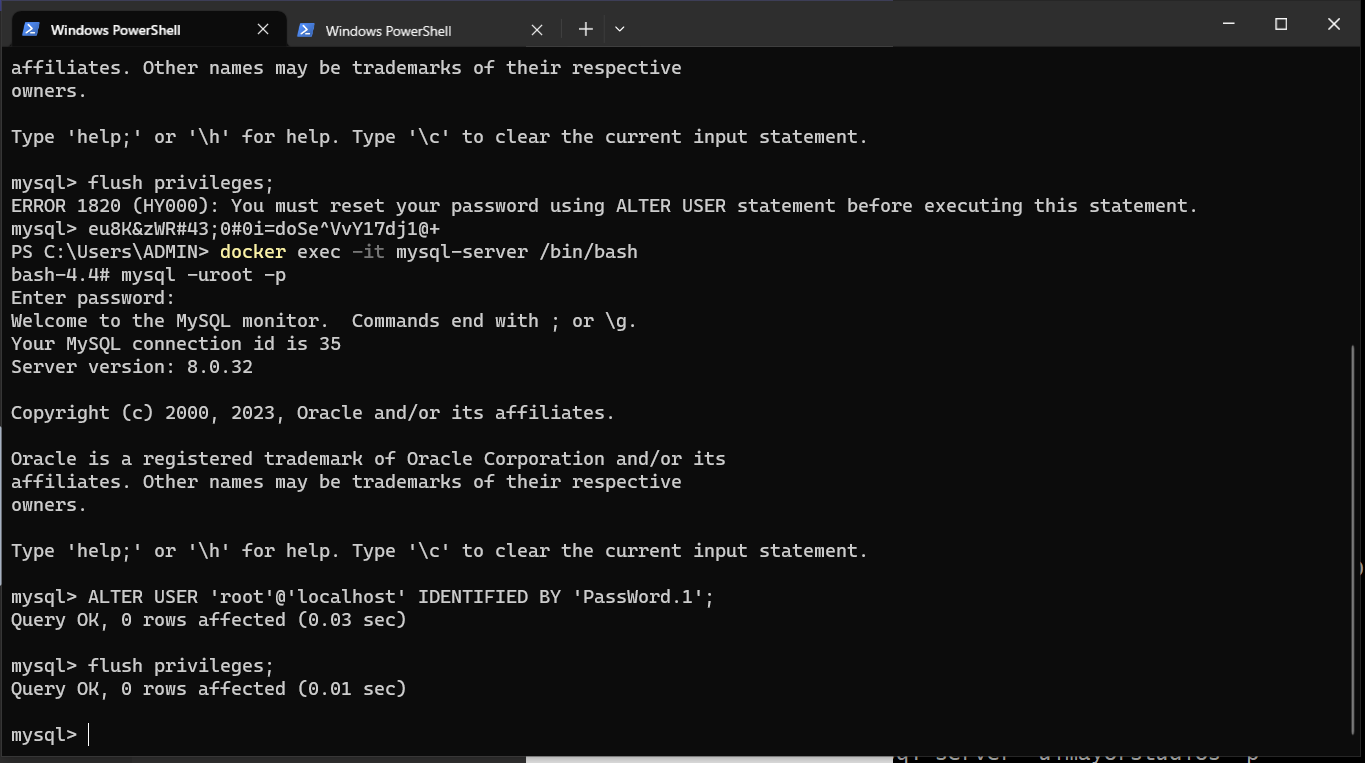 Windows PowerShell
Windows PowerShell
affiliates. Other names may be trademarks of their respective
owners.
Type 'help;' or '\h' for help. Type '\c' to clear the current input statement.
mysql> flush privileges;
ERROR 1820 (HY000): You must reset your password using ALTER USER statement before executing this statement.
mysql> eu8K&zWR#43;0#0i=doSe^VvY17dj1@+
PS C:\Users\ADMIN> docker exec -it mysql-server /bin/bash
bash-4.4# mysql -uroot -p
Enter password:
Welcome to the MySQL monitor.  Commands end with ; or \g.
Your MySQL connection id is 35
Server version: 8.0.32
Copyright (c) 2000, 2023, Oracle and/or its affiliates.
Oracle is a registered trademark of Oracle Corporation and/or its
affiliates. Other names may be trademarks of their respective
owners.
Type 'help;' or '\h' for help. Type '\c' to clear the current input statement.
mysql> ALTER USER 'root'@'localhost' IDENTIFIED BY 'PassWord.1';
Query OK, 0 rows affected (0.03 sec)
mysql> flush privileges;
Query OK, 0 rows affected (0.01 sec)
mysql>